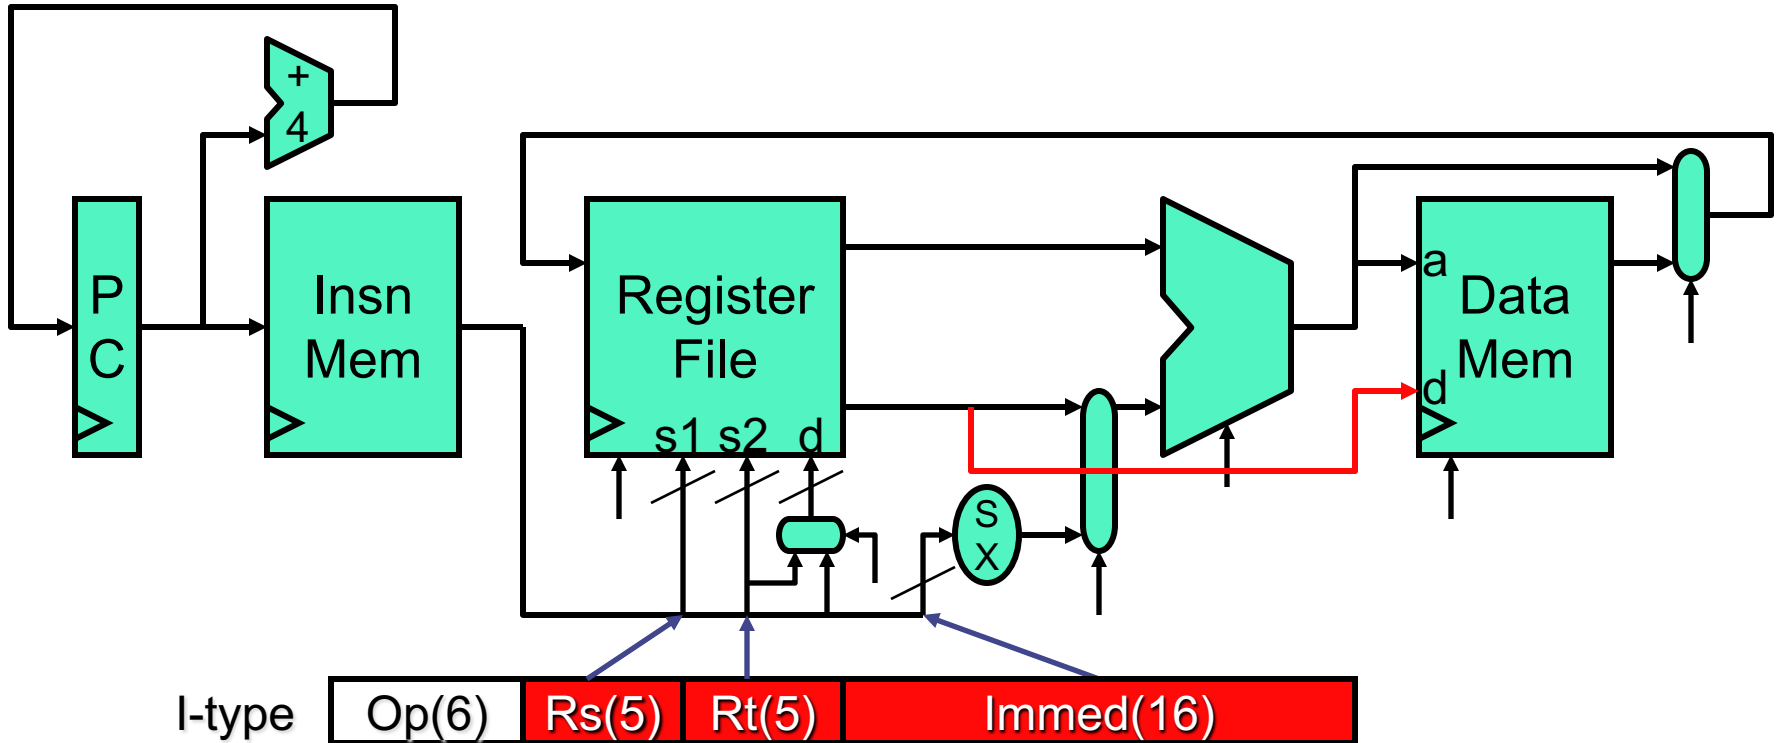 +
4
P
C
Insn
Mem
Register
File
s1 s2 d
a
Data
Mem
d
S
X
I-type Op(6) Rs(5) Rt(5) Immed(16)